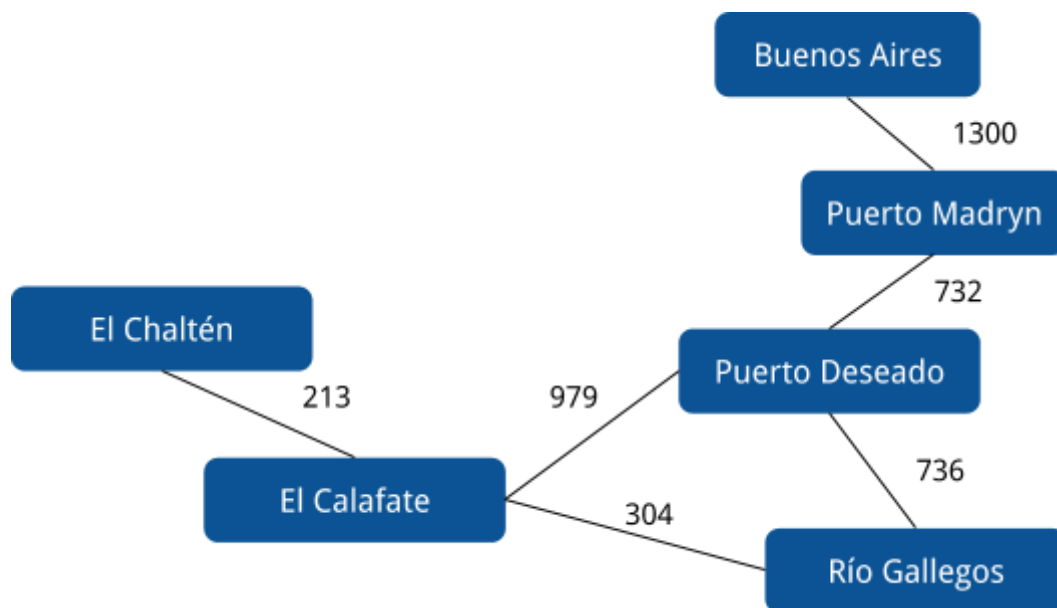 Buenos Aires
1300
Puerto Madryn
732
El Chaltén
213
979
Puerto Deseado
736
El Calafate
304
Río Gallegos